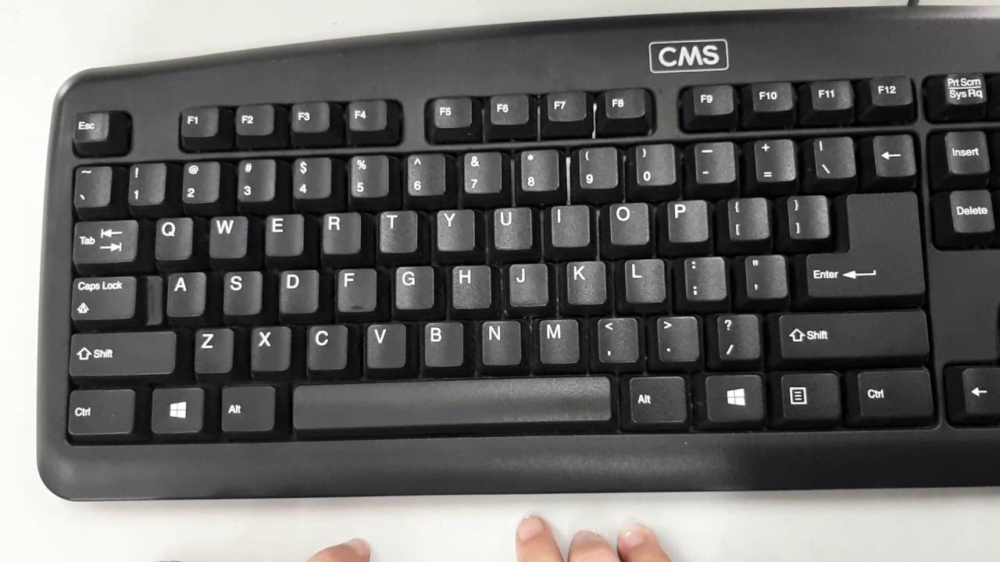 CMS
Esc F1 F2 F3 F4 F5 F6 F7 F8 F9 F10 F11 F12 Prt Scrn
Sys Rq
~ ! @ # $ % ^ & * ( ) — + |
` 1 2 3 4 5 6 7 8 9 0 - = \ Insert
Tab Q W E R T Y U I O P { }
[ ] Delete
Caps Lock A S D F G H J K L : "
; ' Enter
Shift Z X C V B N M < > ? Shift
, . /
Ctrl Alt Alt Ctrl